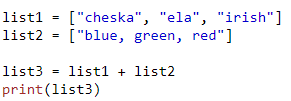 list1 = ["cheska", "ela", "irish"]
list2 = ["blue, green, red"]
list3 = list1 + list2
print(list3)